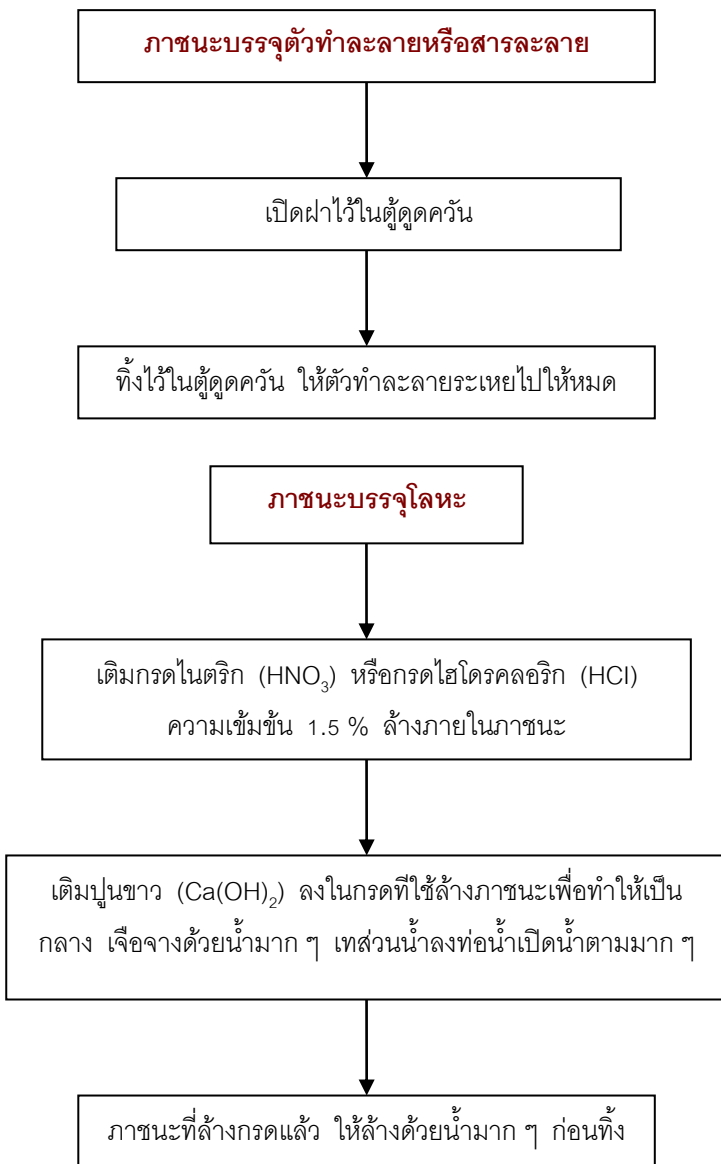 ภาชนะบรรจุตัวทำละลายหรือสารละลาย
เปิดฝาไว้ในตู้ดูดควัน
ทิ้งไว้ในตู้ดูดควัน ให้ตัวทำละลายระเหยไปให้หมด
ภาชนะบรรจุโลหะ
เติมกรดไนตริก (HNO₃) หรือกรดไฮโดรคลอริก (HCl)
ความเข้มข้น 1.5 % ล้างภายในภาชนะ
เติมปูนขาว (Ca(OH)₂) ลงในกรดที่ใช้ล้างภาชนะเพื่อทำให้เป็น
กลาง เจือจางด้วยน้ำมาก ๆ เทส่วนน้ำลงท่อน้ำเปิดน้ำตามมาก ๆ
ภาชนะที่ล้างกรดแล้ว ให้ล้างด้วยน้ำมาก ๆ ก่อนทิ้ง